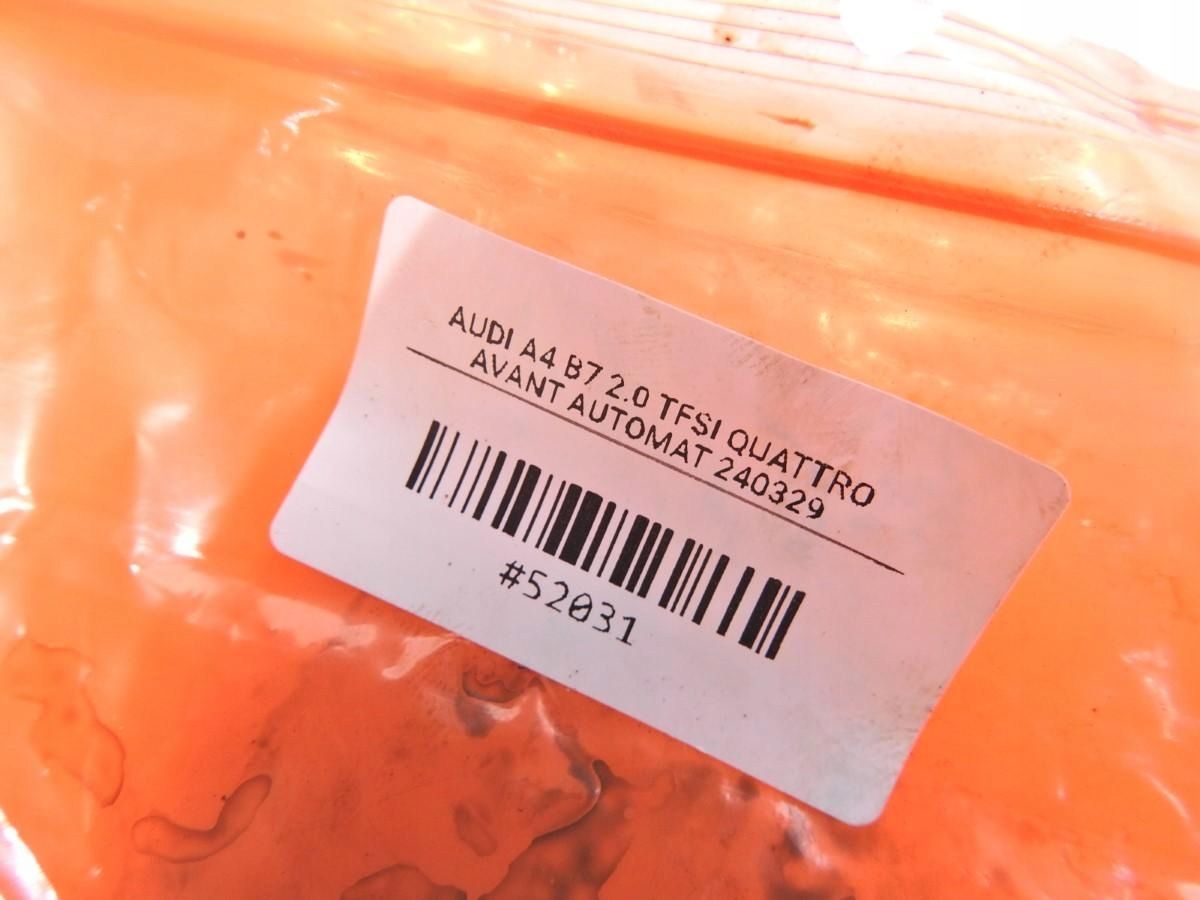 AUDI A4 B7 2.0 TFSI QUATTRO
AVANT AUTOMAT 240329
#52031